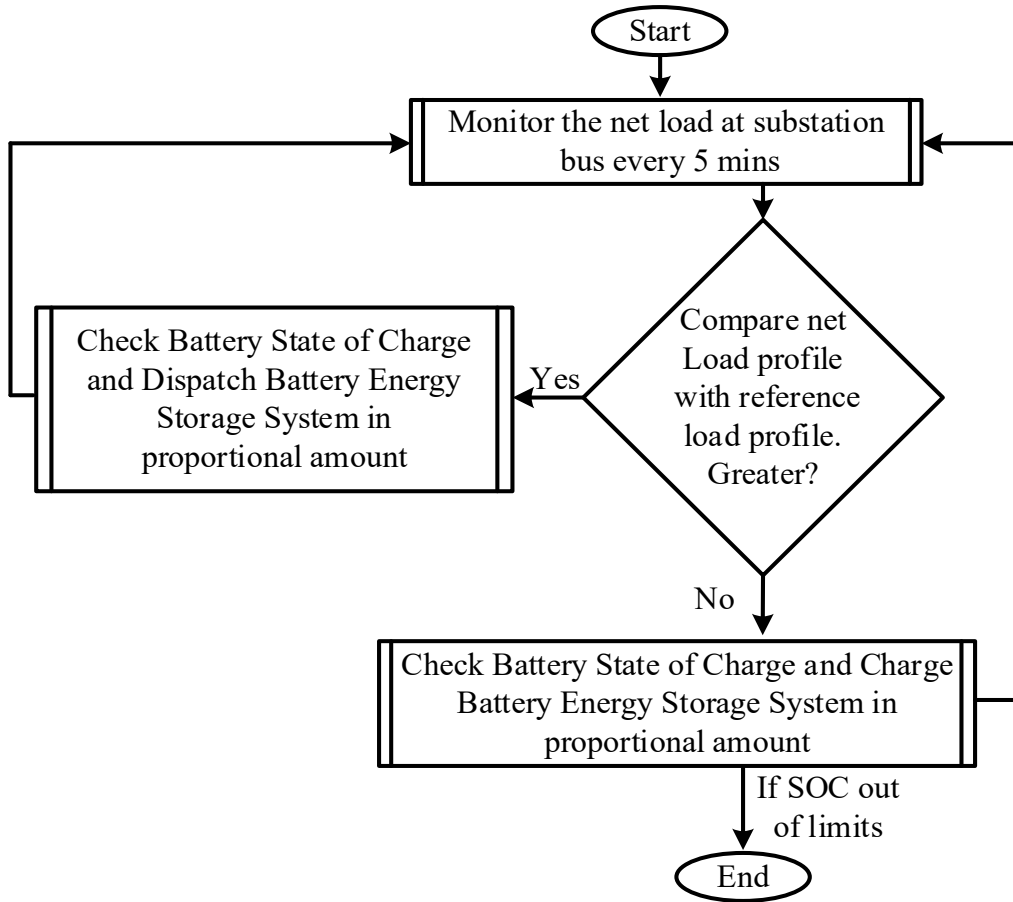 Start
Monitor the net load at substation
bus every 5 mins
Compare net
Load profile
with reference
load profile.
Greater?
Yes
Check Battery State of Charge
and Dispatch Battery Energy
Storage System in
proportional amount
No
Check Battery State of Charge and Charge
Battery Energy Storage System in
proportional amount
If SOC out
of limits
End